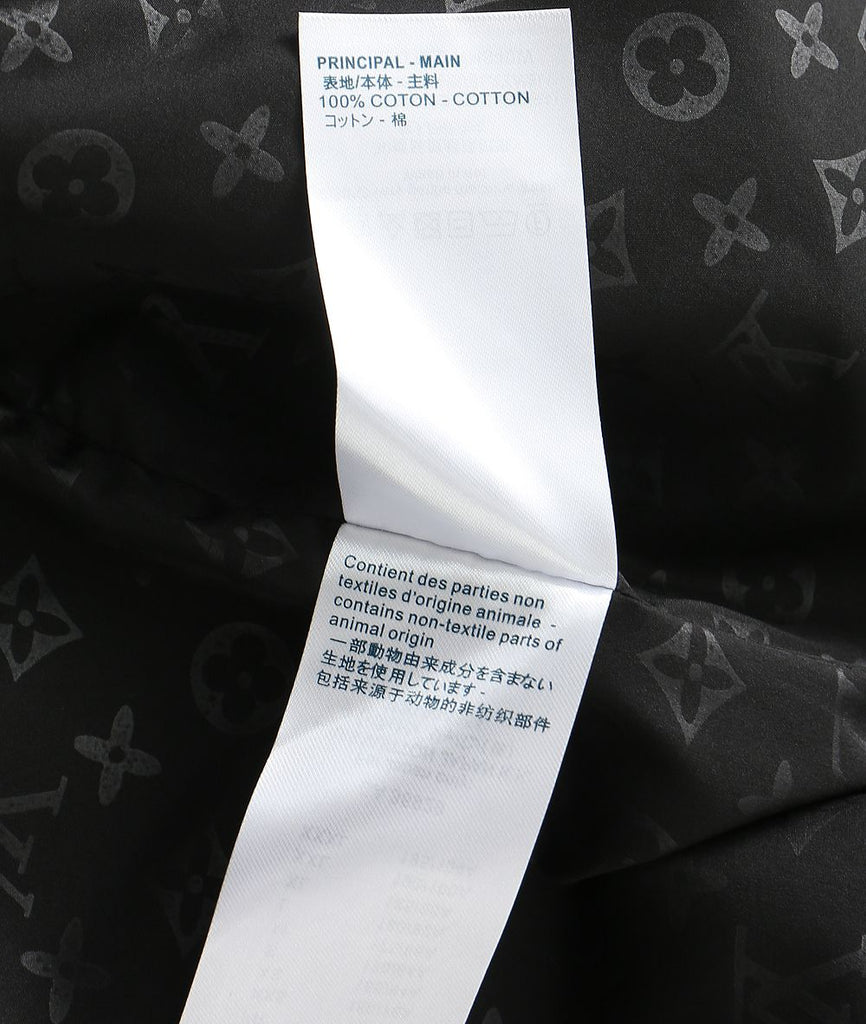 PRINCIPAL - MAIN
表地/本体 - 主料
100% COTON - COTTON
コットン - 棉
Contient des parties non
textiles d'origine animale -
contains non-textile parts of
animal origin
一部動物由来成分を含まない
生地を使用しています -
包括来源于动物的非纺织部件